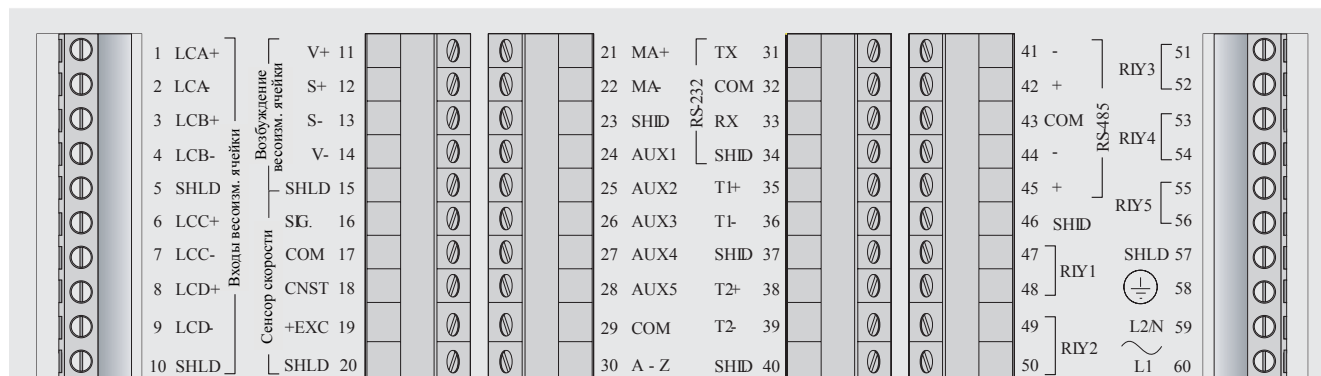 1 LCA+ V+ 11 21 MA+ TX 31 41 - 51
2 LCA- S+ 12 22 MA- COM 32 42 + RIY3 52
3 LCB+ S- 13 23 SHID RX 33 43 COM 53
4 LCB- V- 14 24 AUX1 SHID 34 44 - RIY4 54
5 SHLD SHLD 15 25 AUX2 T1+ 35 45 + 55
6 LCC+ SIG. 16 26 AUX3 T1- 36 46 SHID RIY5 56
7 LCC- COM 17 27 AUX4 SHID 37 47 SHLD 57
8 LCD+ CNST 18 28 AUX5 T2+ 38 48 RIY1 58
9 LCD- +EXC 19 29 COM T2- 39 49 L2/N 59
10 SHLD SHLD 20 30 A - Z SHID 40 50 RIY2 L1 60
Входы весоизм. ячейки
Возбуждение
весоизм. ячейки
Сенсор скорости
RS-232
RS-485